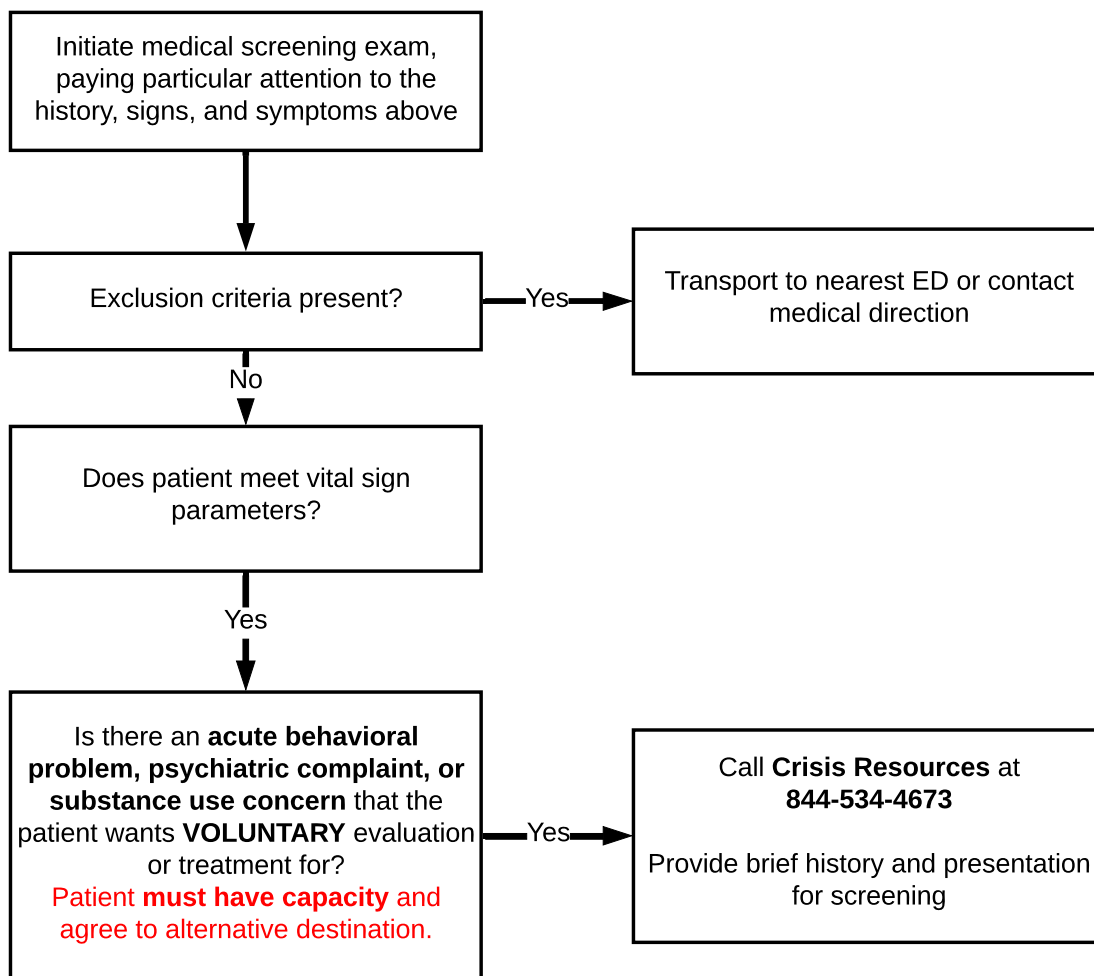 Initiate medical screening exam,
paying particular attention to the
history, signs, and symptoms above
Exclusion criteria present?
Yes
Transport to nearest ED or contact
medical direction
No
Does patient meet vital sign
parameters?
Yes
Is there an acute behavioral
problem, psychiatric complaint, or
substance use concern that the
patient wants VOLUNTARY evaluation
or treatment for?
Patient must have capacity and
agree to alternative destination.
Yes
Call Crisis Resources at
844-534-4673
Provide brief history and presentation
for screening